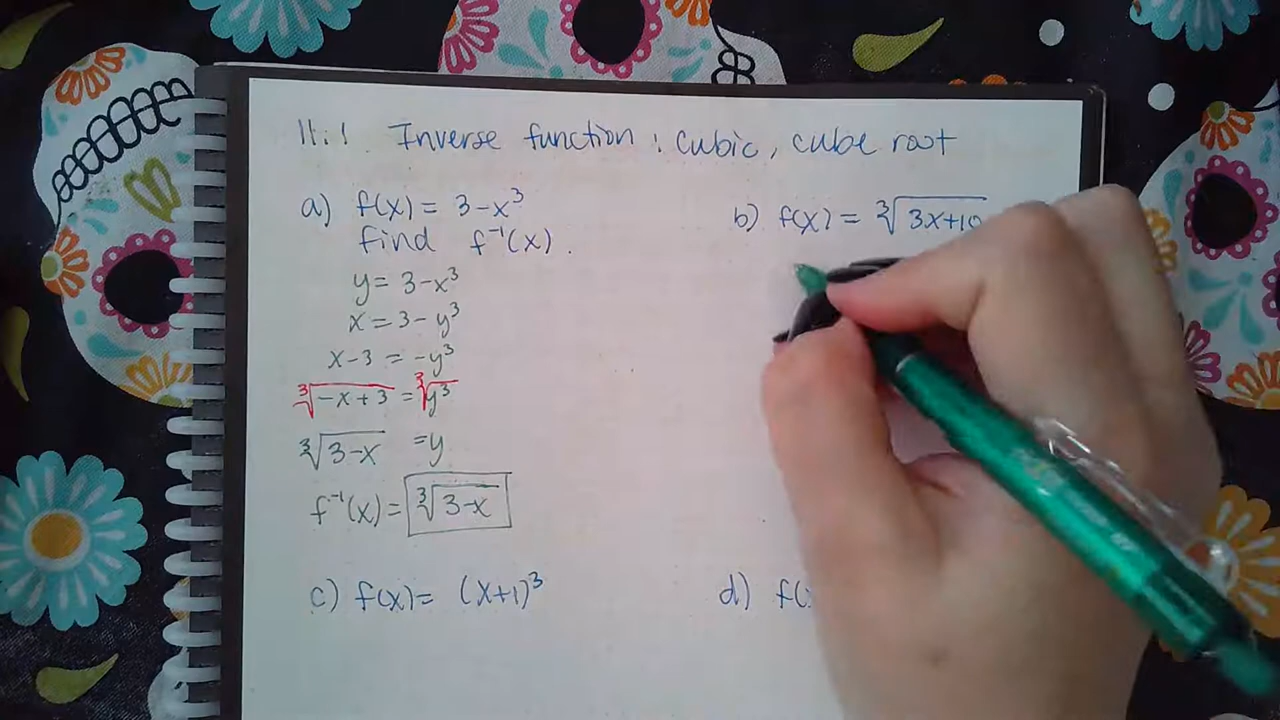 11.1 Inverse function : cubic, cube root
a) f(x) = 3-x³
find f⁻¹(x).
y = 3-x³
x = 3-y³
x-3 = -y³
∛(-x+3) = ∛(y³)
∛(3-x) = y
f⁻¹(x) = ∛(3-x)
b) f(x) = ∛(3x+10)
c) f(x) = (x+1)³
d) f(